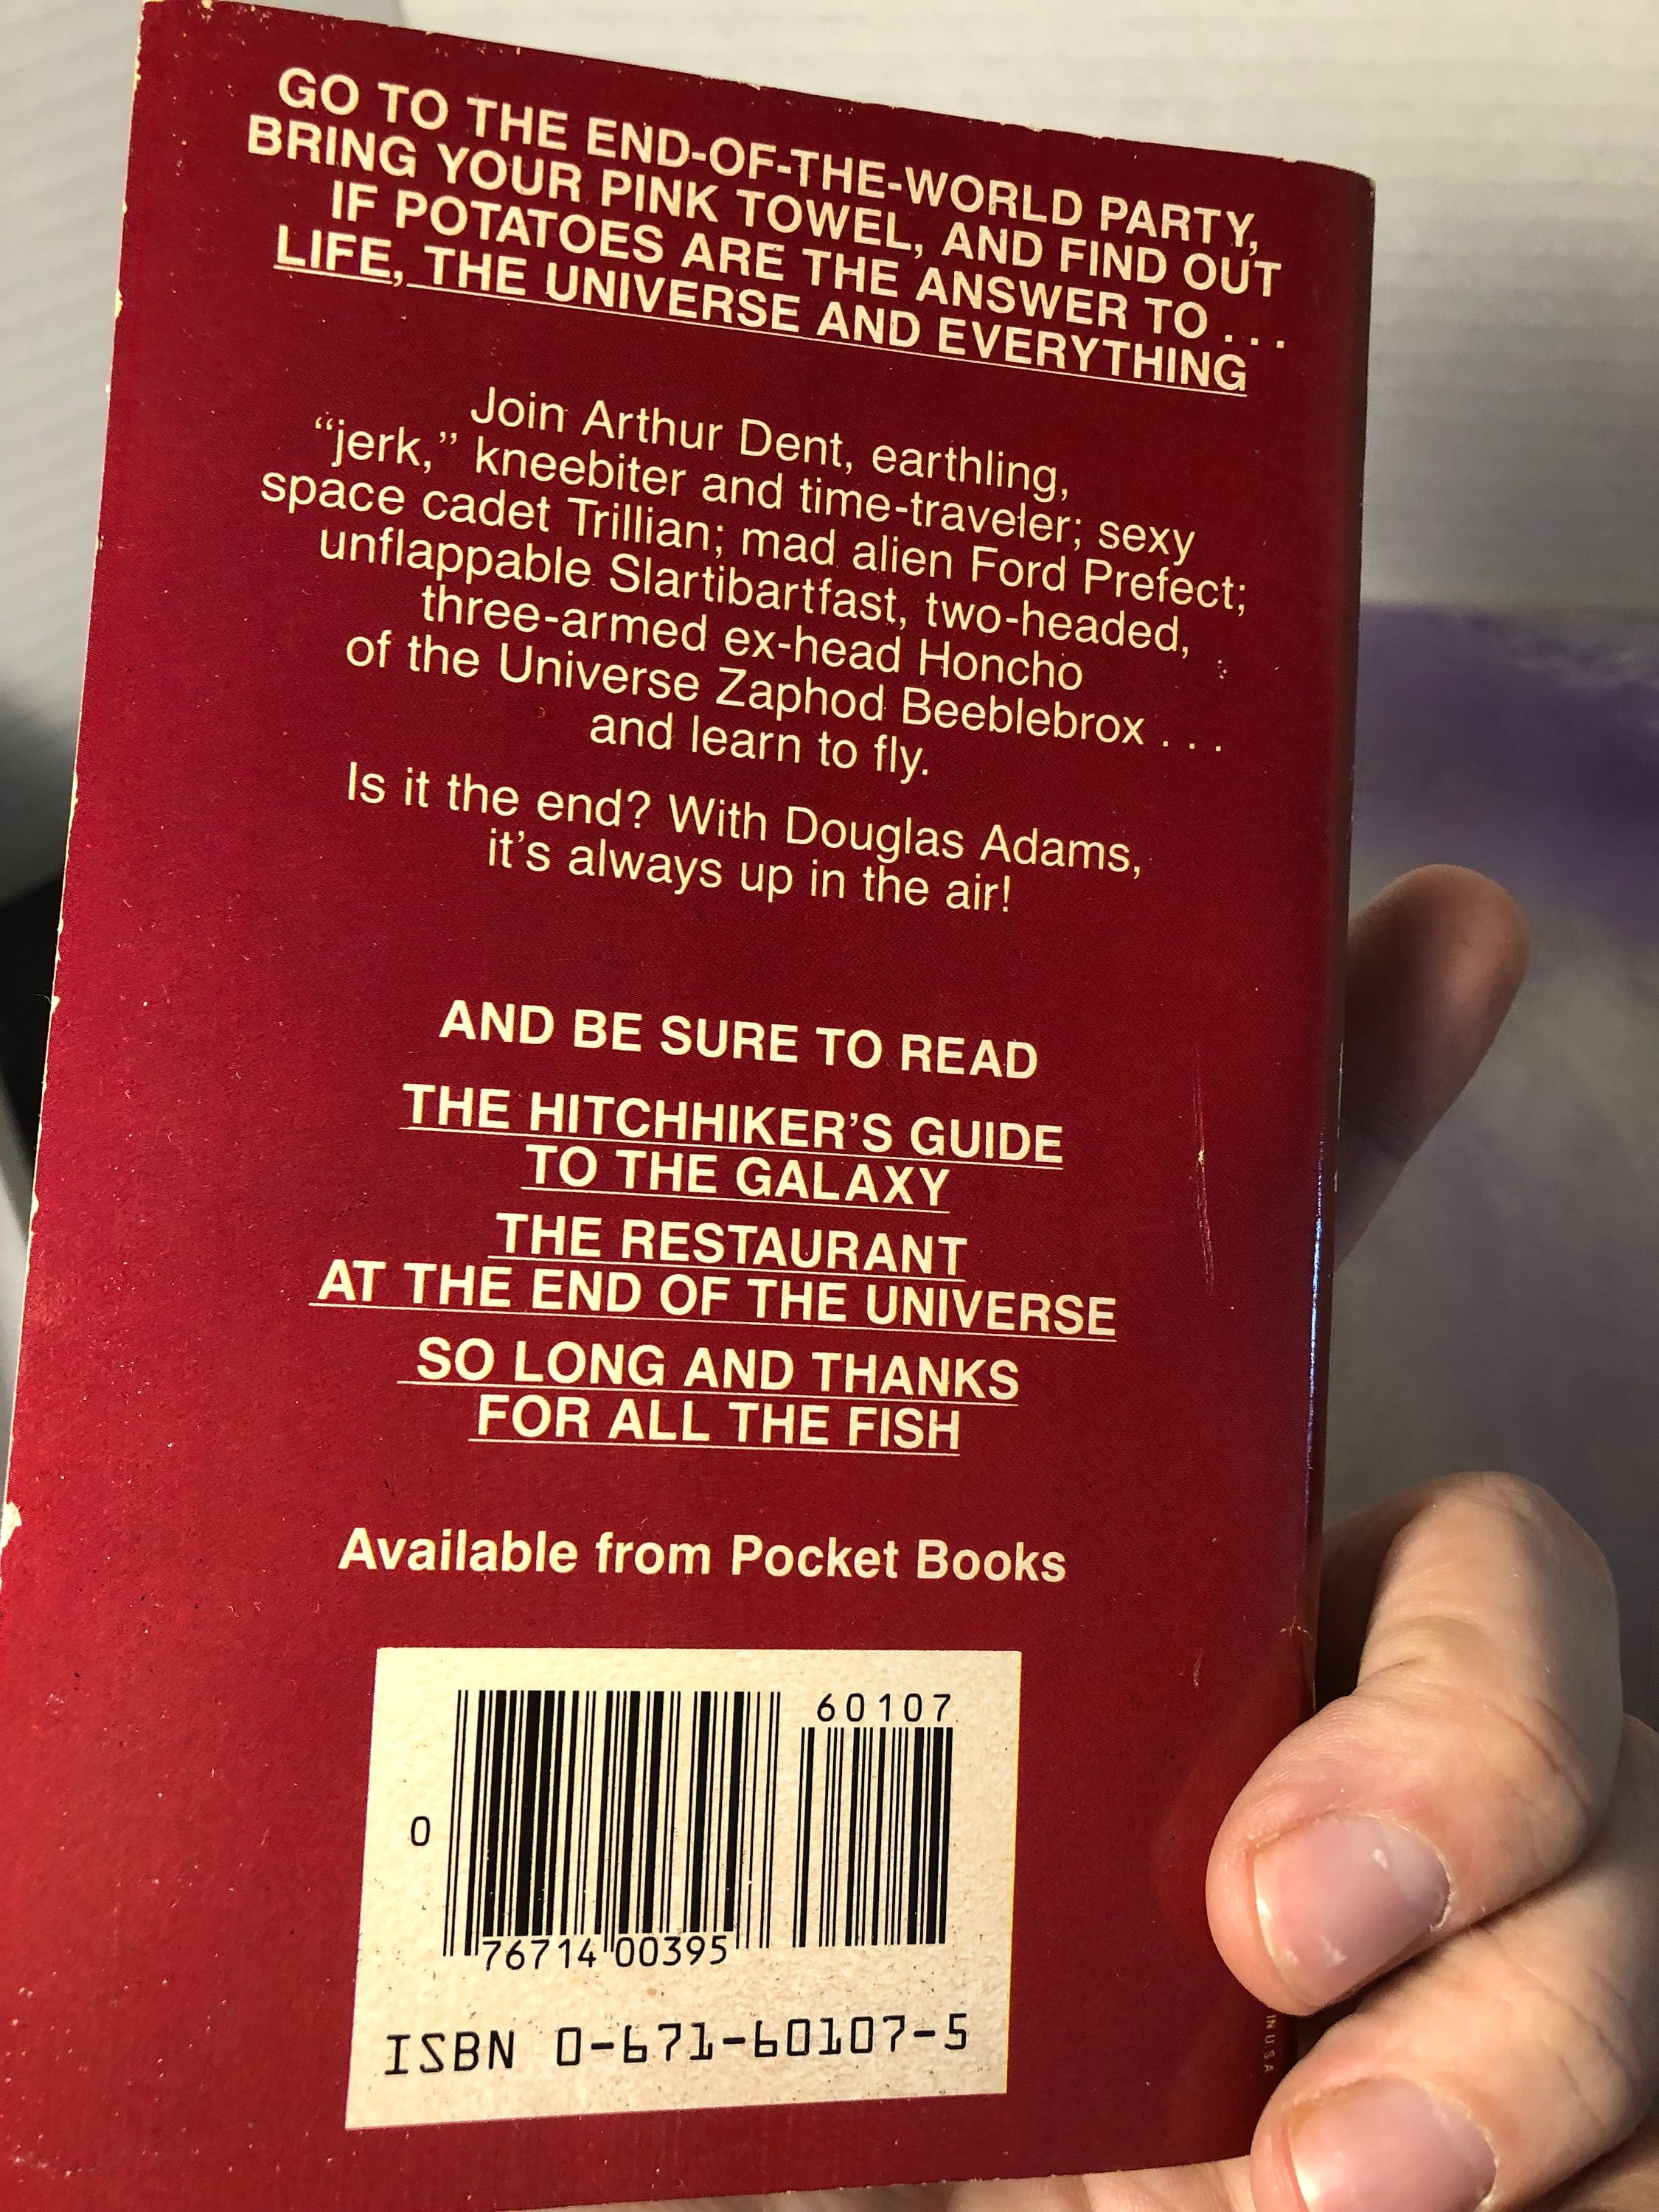 GO TO THE END-OF-THE-WORLD PARTY,
BRING YOUR PINK TOWEL, AND FIND OUT
IF POTATOES ARE THE ANSWER TO . . .
LIFE, THE UNIVERSE AND EVERYTHING
Join Arthur Dent, earthling,
“jerk,” kneebiter and time-traveler; sexy
space cadet Trillian; mad alien Ford Prefect;
unflappable Slartibartfast, two-headed,
three-armed ex-head Honcho
of the Universe Zaphod Beeblebrox . . .
and learn to fly.
Is it the end? With Douglas Adams,
it’s always up in the air!
AND BE SURE TO READ
THE HITCHHIKER’S GUIDE
TO THE GALAXY
THE RESTAURANT
AT THE END OF THE UNIVERSE
SO LONG AND THANKS
FOR ALL THE FISH
Available from Pocket Books
60107
0
76714 00395
ISBN 0-671-60107-5
IN U.S.A.